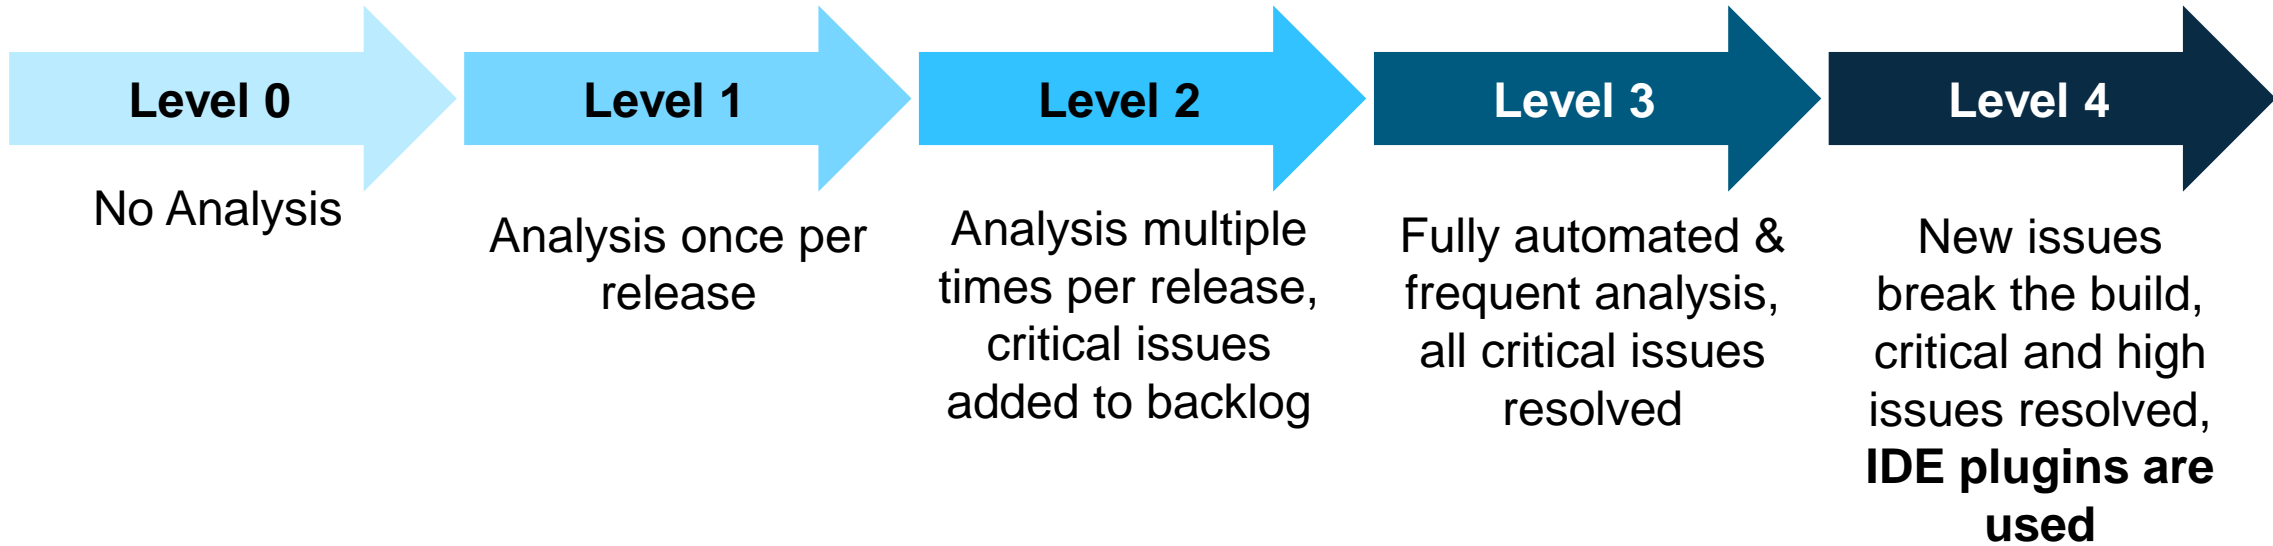 Level 0
No Analysis
Level 1
Analysis once per
release
Level 2
Analysis multiple
times per release,
critical issues
added to backlog
Level 3
Fully automated &
frequent analysis,
all critical issues
resolved
Level 4
New issues
break the build,
critical and high
issues resolved,
IDE plugins are
used